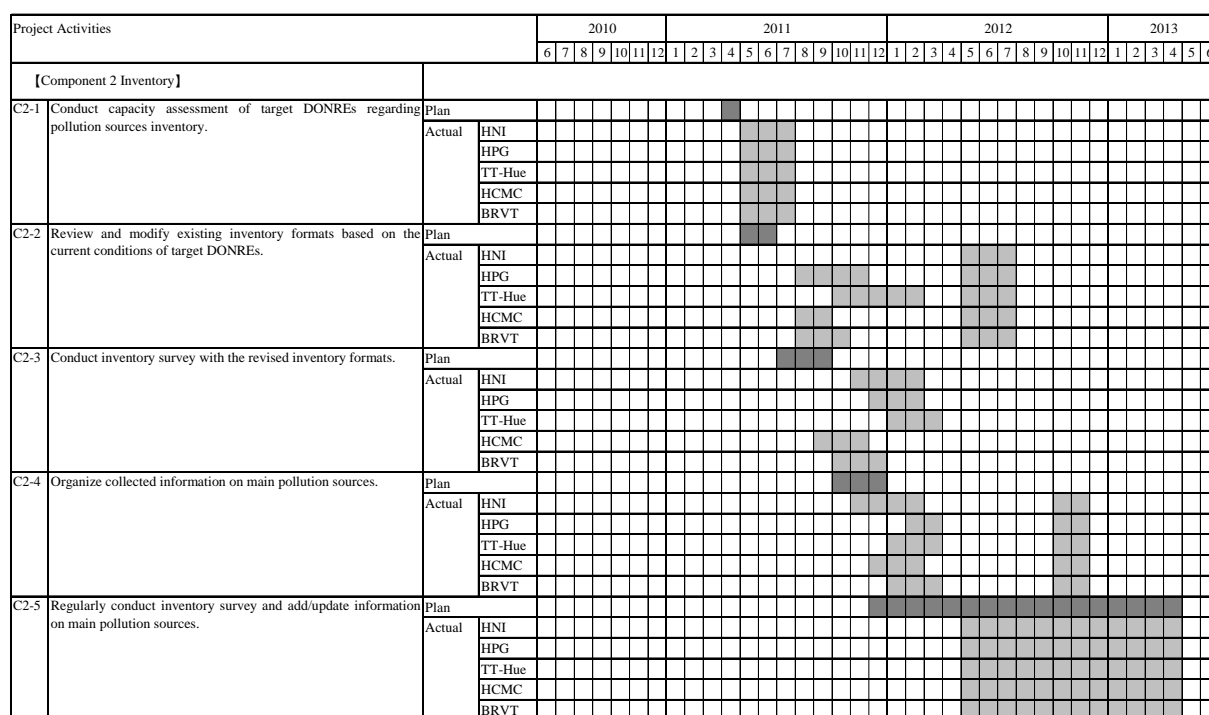 Project Activities 2010 2011 2012 2013
6 7 8 9 10 11 12 1 2 3 4 5 6 7 8 9 10 11 12 1 2 3 4 5 6 7 8 9 10 11 12 1 2 3 4 5 6
【Component 2 Inventory】
C2-1 Conduct capacity assessment of target DONREs regarding Plan
pollution sources inventory. Actual HNI
HPG
TT-Hue
HCMC
BRVT
C2-2 Review and modify existing inventory formats based on the Plan
current conditions of target DONREs. Actual HNI
HPG
TT-Hue
HCMC
BRVT
C2-3 Conduct inventory survey with the revised inventory formats. Plan
Actual HNI
HPG
TT-Hue
HCMC
BRVT
C2-4 Organize collected information on main pollution sources. Plan
Actual HNI
HPG
TT-Hue
HCMC
BRVT
C2-5 Regularly conduct inventory survey and add/update information Plan
on main pollution sources. Actual HNI
HPG
TT-Hue
HCMC
BRVT